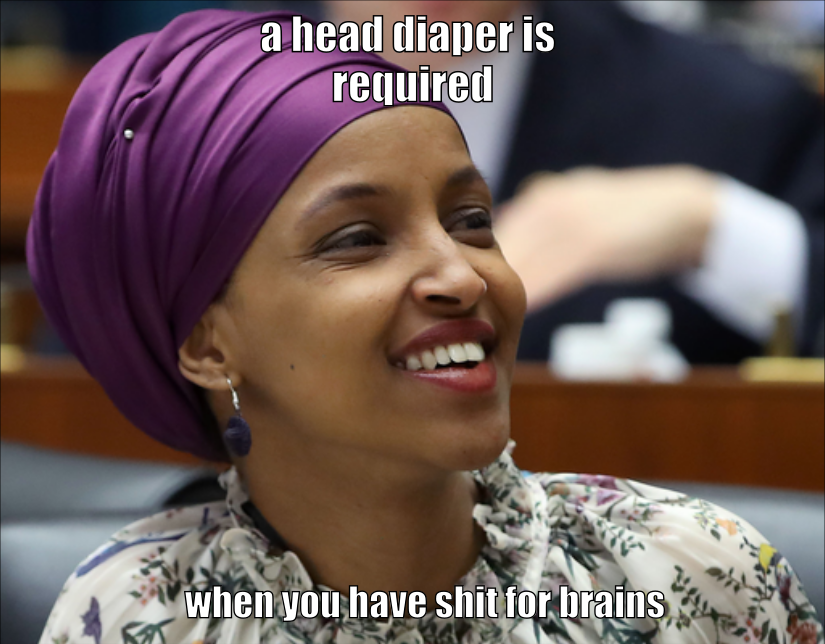 a head diaper is
required
when you have shit for brains